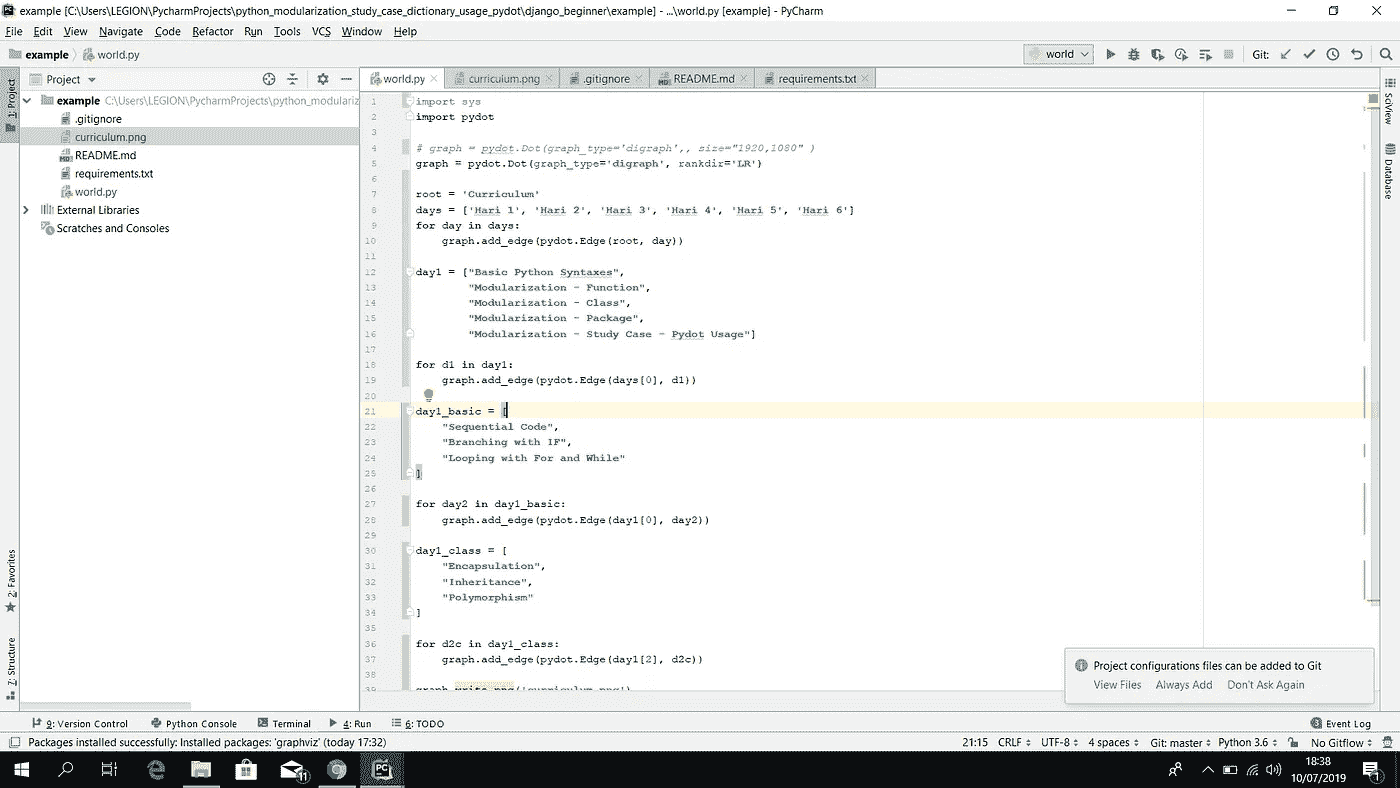 example [C:\Users\LEGION\PycharmProjects\python_modularization_study_case_dictionary_usage_pydot\django_beginner\example] - ...\world.py [example] - PyCharm
File Edit View Navigate Code Refactor Run Tools VCS Window Help
example world.py world Git:
1: Project
Project
world.py curriculum.png .gitignore README.md requirements.txt
example C:\Users\LEGION\PycharmProjects\python_modulariz
.gitignore
curriculum.png
README.md
requirements.txt
world.py
External Libraries
Scratches and Consoles
1 import sys
2 import pydot
3
4 # graph = pydot.Dot(graph_type='digraph',, size="1920,1080" )
5 graph = pydot.Dot(graph_type='digraph', rankdir='LR')
6
7 root = 'Curriculum'
8 days = ['Hari 1', 'Hari 2', 'Hari 3', 'Hari 4', 'Hari 5', 'Hari 6']
9 for day in days:
10 graph.add_edge(pydot.Edge(root, day))
11
12 day1 = ["Basic Python Syntaxes",
13 "Modularization - Function",
14 "Modularization - Class",
15 "Modularization - Package",
16 "Modularization - Study Case - Pydot Usage"]
17
18 for d1 in day1:
19 graph.add_edge(pydot.Edge(days[0], d1))
20
21 day1_basic = [
22 "Sequential Code",
23 "Branching with IF",
24 "Looping with For and While"
25 ]
26
27 for day2 in day1_basic:
28 graph.add_edge(pydot.Edge(day1[0], day2))
29
30 day1_class = [
31 "Encapsulation",
32 "Inheritance",
33 "Polymorphism"
34 ]
35
36 for d2c in day1_class:
37 graph.add_edge(pydot.Edge(day1[2], d2c))
38
39 graph.write_png('curriculum.png')
SciView
Database
2: Favorites
7: Structure
Project configurations files can be added to Git
View Files Always Add Don't Ask Again
9: Version Control Python Console Terminal 4: Run 6: TODO 3 Event Log
Packages installed successfully: Installed packages: 'graphviz' (today 17:32) 21:15 CRLF UTF-8 4 spaces Git: master Python 3.6 No Gitflow
PC
11
18:38
10/07/2019
1